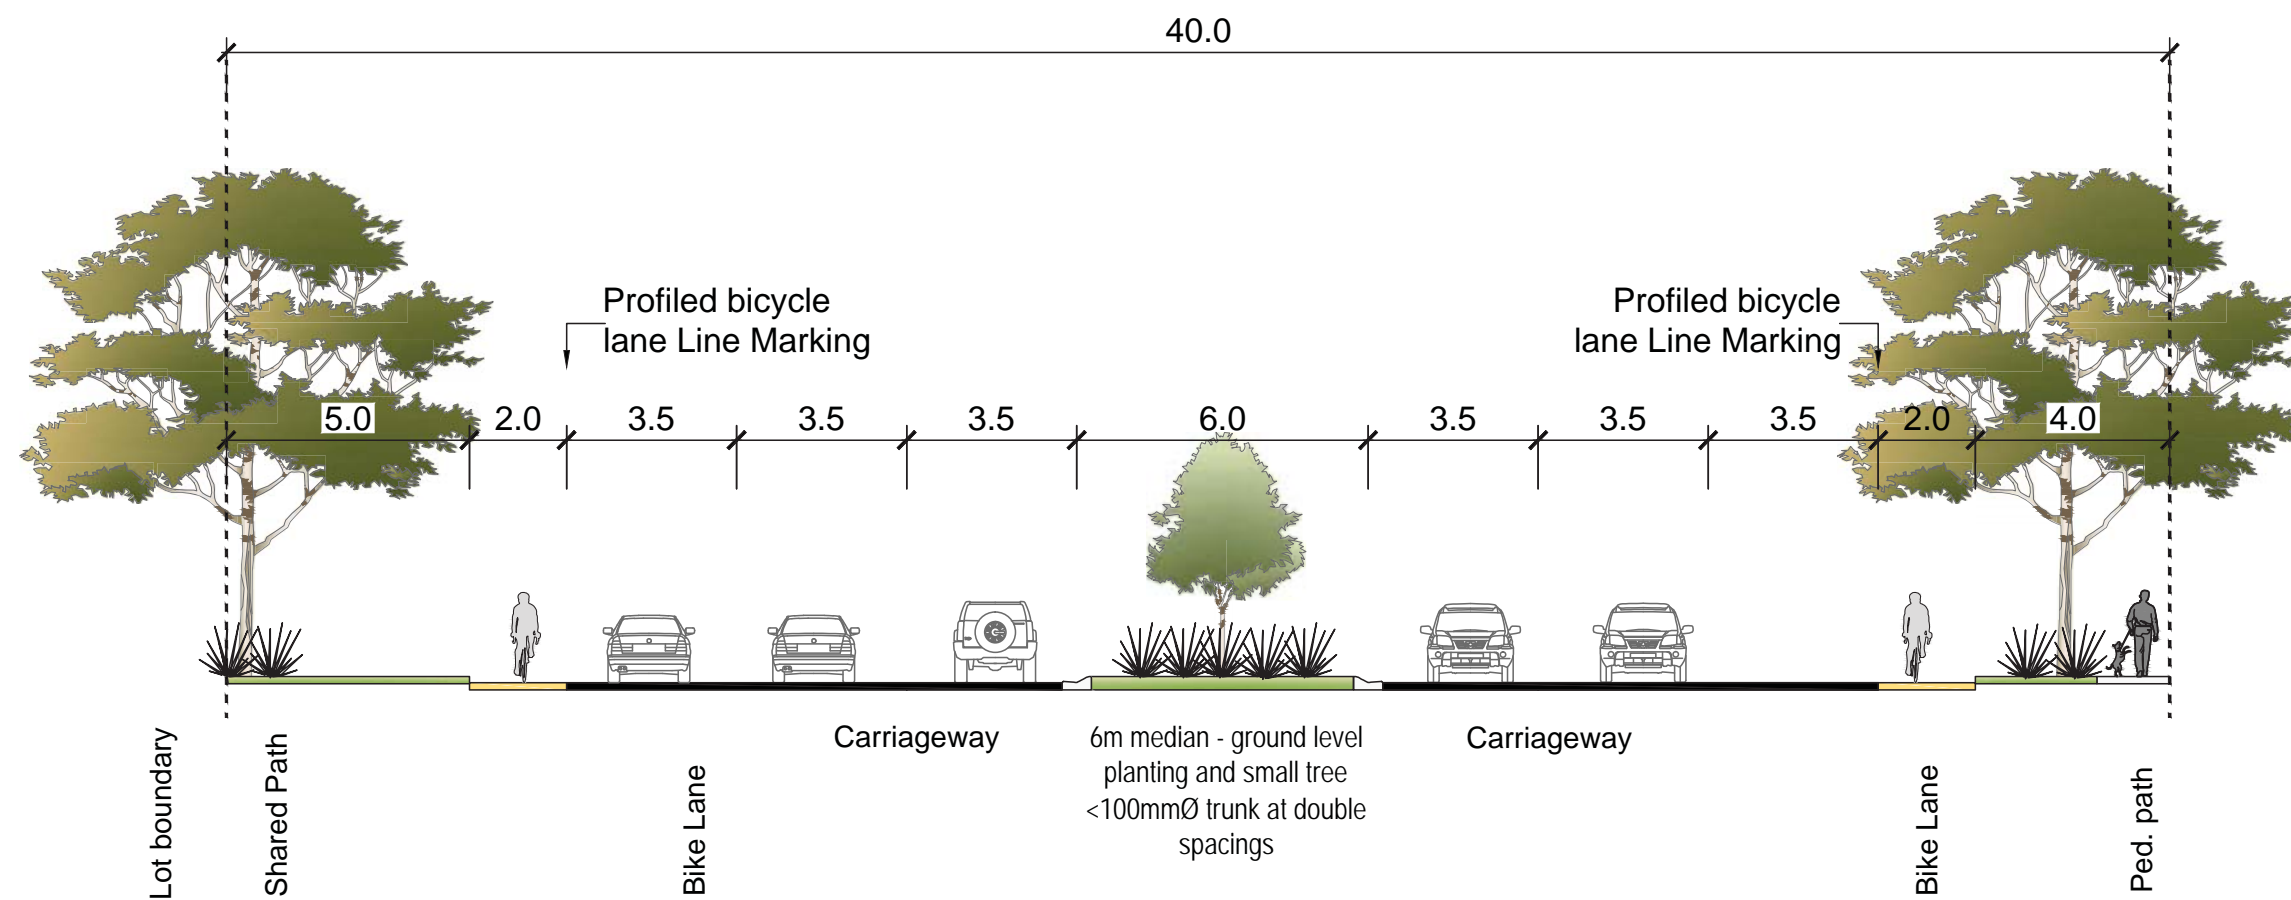 40.0
Profiled bicycle
lane Line Marking
Profiled bicycle
lane Line Marking
5.0
2.0
3.5
3.5
3.5
6.0
3.5
3.5
3.5
2.0
4.0
Lot boundary
Shared Path
Bike Lane
Carriageway
6m median - ground level
planting and small tree
<100mmØ trunk at double
spacings
Carriageway
Bike Lane
Ped. path